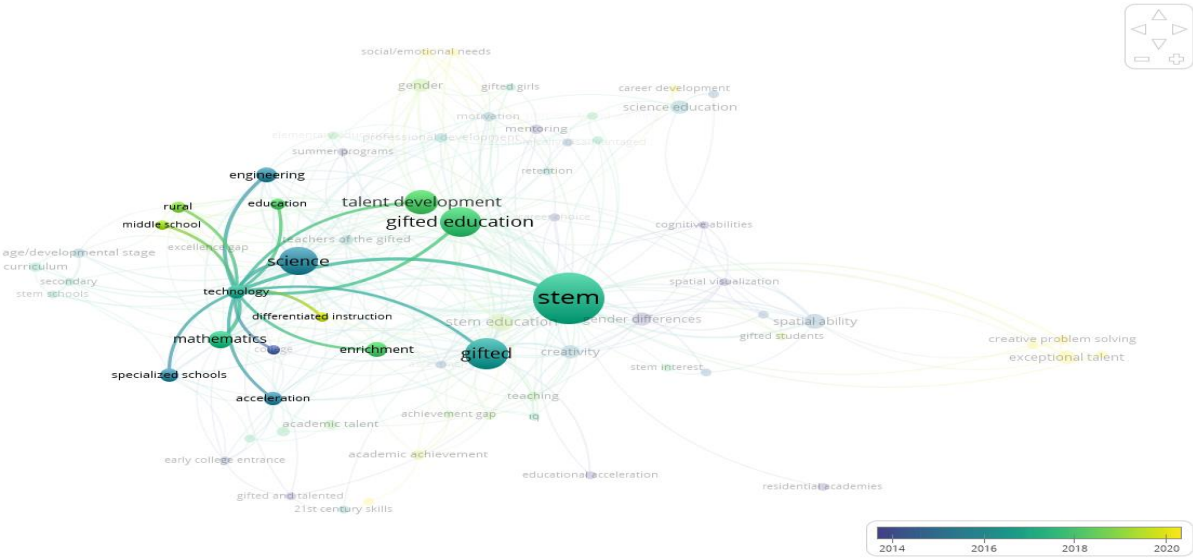 social/emotional needs
gender
gifted girls
career development
science education
motivation
mentoring
professional development
summer programs
retention
engineering
rural
education
talent development
middle school
gifted education
cognitive abilities
excellence gap
teachers of the gifted
age/developmental stage
science
curriculum
secondary
spatial visualization
stem schools
technology
stem
differentiated instruction
stem education
gender differences
spatial ability
gifted students
mathematics
creative problem solving
college
enrichment
gifted
creativity
exceptional talent
specialized schools
stem interest
acceleration
teaching
achievement gap
iq
academic talent
academic achievement
early college entrance
educational acceleration
residential academies
gifted and talented
21st century skills
2014 2016 2018 2020